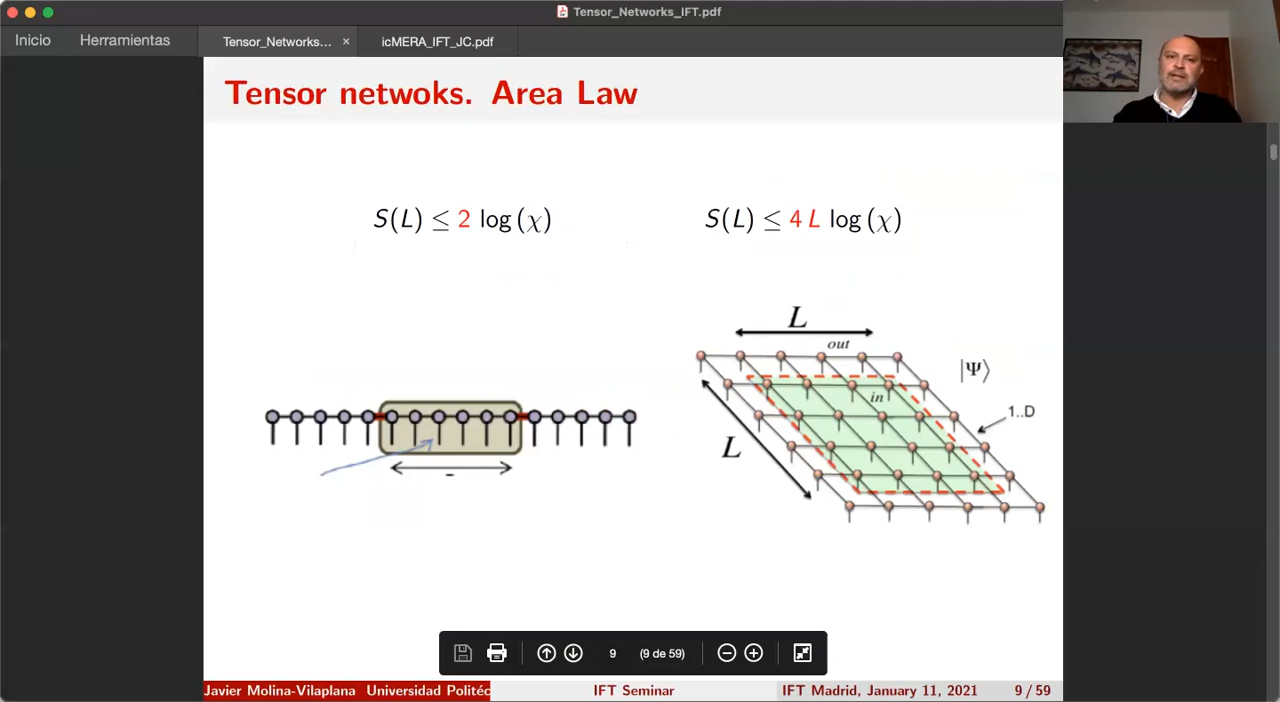 Tensor_Networks_IFT.pdf
Inicio Herramientas Tensor_Networks... × icMERA_IFT_JC.pdf
Tensor netwoks. Area Law
S(L) ≤ 2 log (χ)
S(L) ≤ 4 L log (χ)
L
out
|Ψ⟩
in
1..D
L
9 (9 de 59)
Javier Molina-Vilaplana Universidad Politéc IFT Seminar IFT Madrid, January 11, 2021 9 / 59